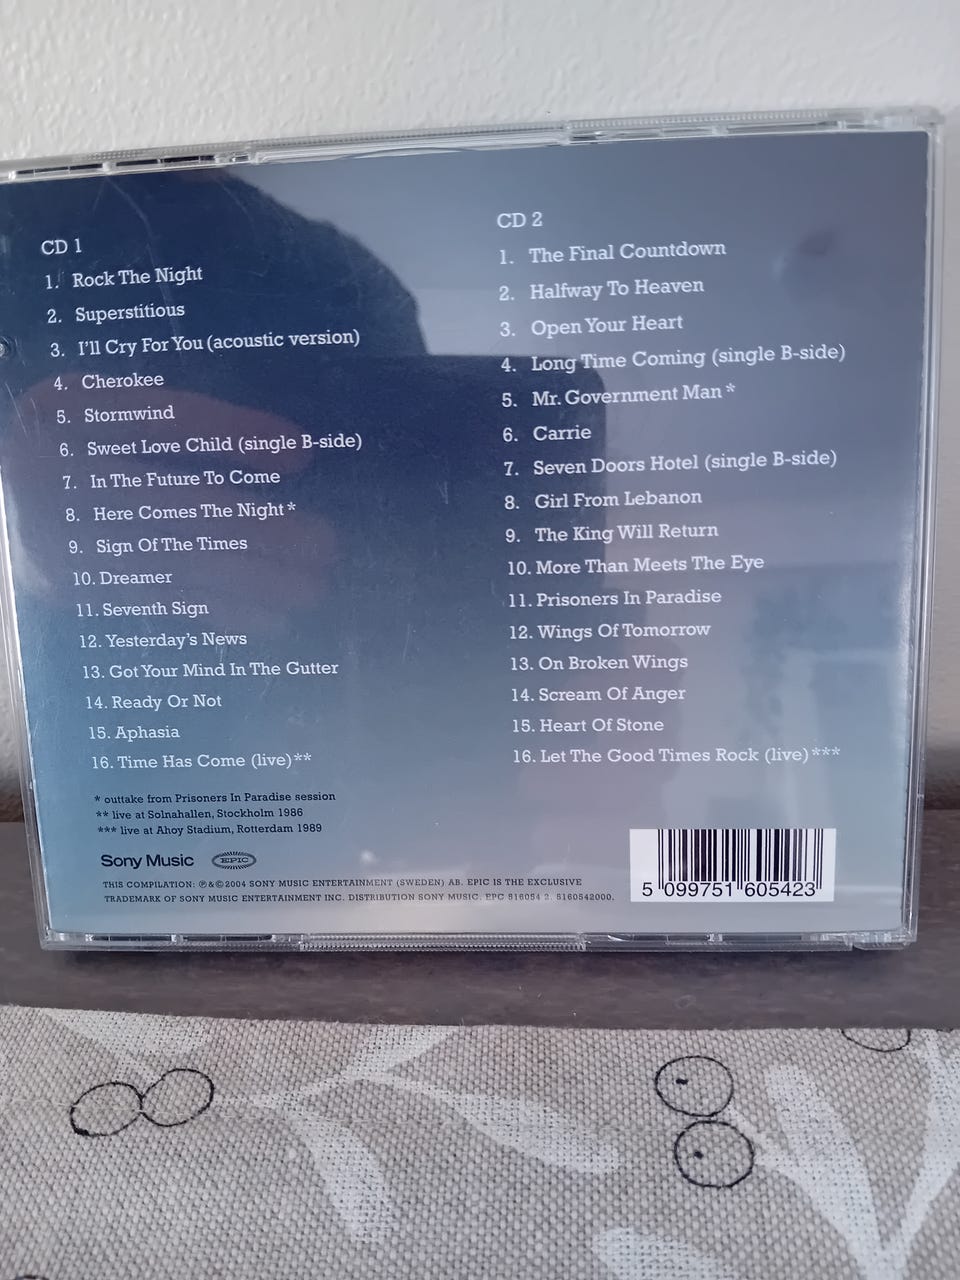 CD 1
1. Rock The Night
2. Superstitious
3. I'll Cry For You (acoustic version)
4. Cherokee
5. Stormwind
6. Sweet Love Child (single B-side)
7. In The Future To Come
8. Here Comes The Night *
9. Sign Of The Times
10. Dreamer
11. Seventh Sign
12. Yesterday's News
13. Got Your Mind In The Gutter
14. Ready Or Not
15. Aphasia
16. Time Has Come (live) **
CD 2
1. The Final Countdown
2. Halfway To Heaven
3. Open Your Heart
4. Long Time Coming (single B-side)
5. Mr. Government Man *
6. Carrie
7. Seven Doors Hotel (single B-side)
8. Girl From Lebanon
9. The King Will Return
10. More Than Meets The Eye
11. Prisoners In Paradise
12. Wings Of Tomorrow
13. On Broken Wings
14. Scream Of Anger
15. Heart Of Stone
16. Let The Good Times Rock (live) ***
* outtake from Prisoners In Paradise session
** live at Solnahallen, Stockholm 1986
*** live at Ahoy Stadium, Rotterdam 1989
Sony Music EPIC
THIS COMPILATION: ℗&©2004 SONY MUSIC ENTERTAINMENT (SWEDEN) AB. EPIC IS THE EXCLUSIVE
TRADEMARK OF SONY MUSIC ENTERTAINMENT INC. DISTRIBUTION SONY MUSIC. EPC 516054 2. 5160542000.
5 099751 605423